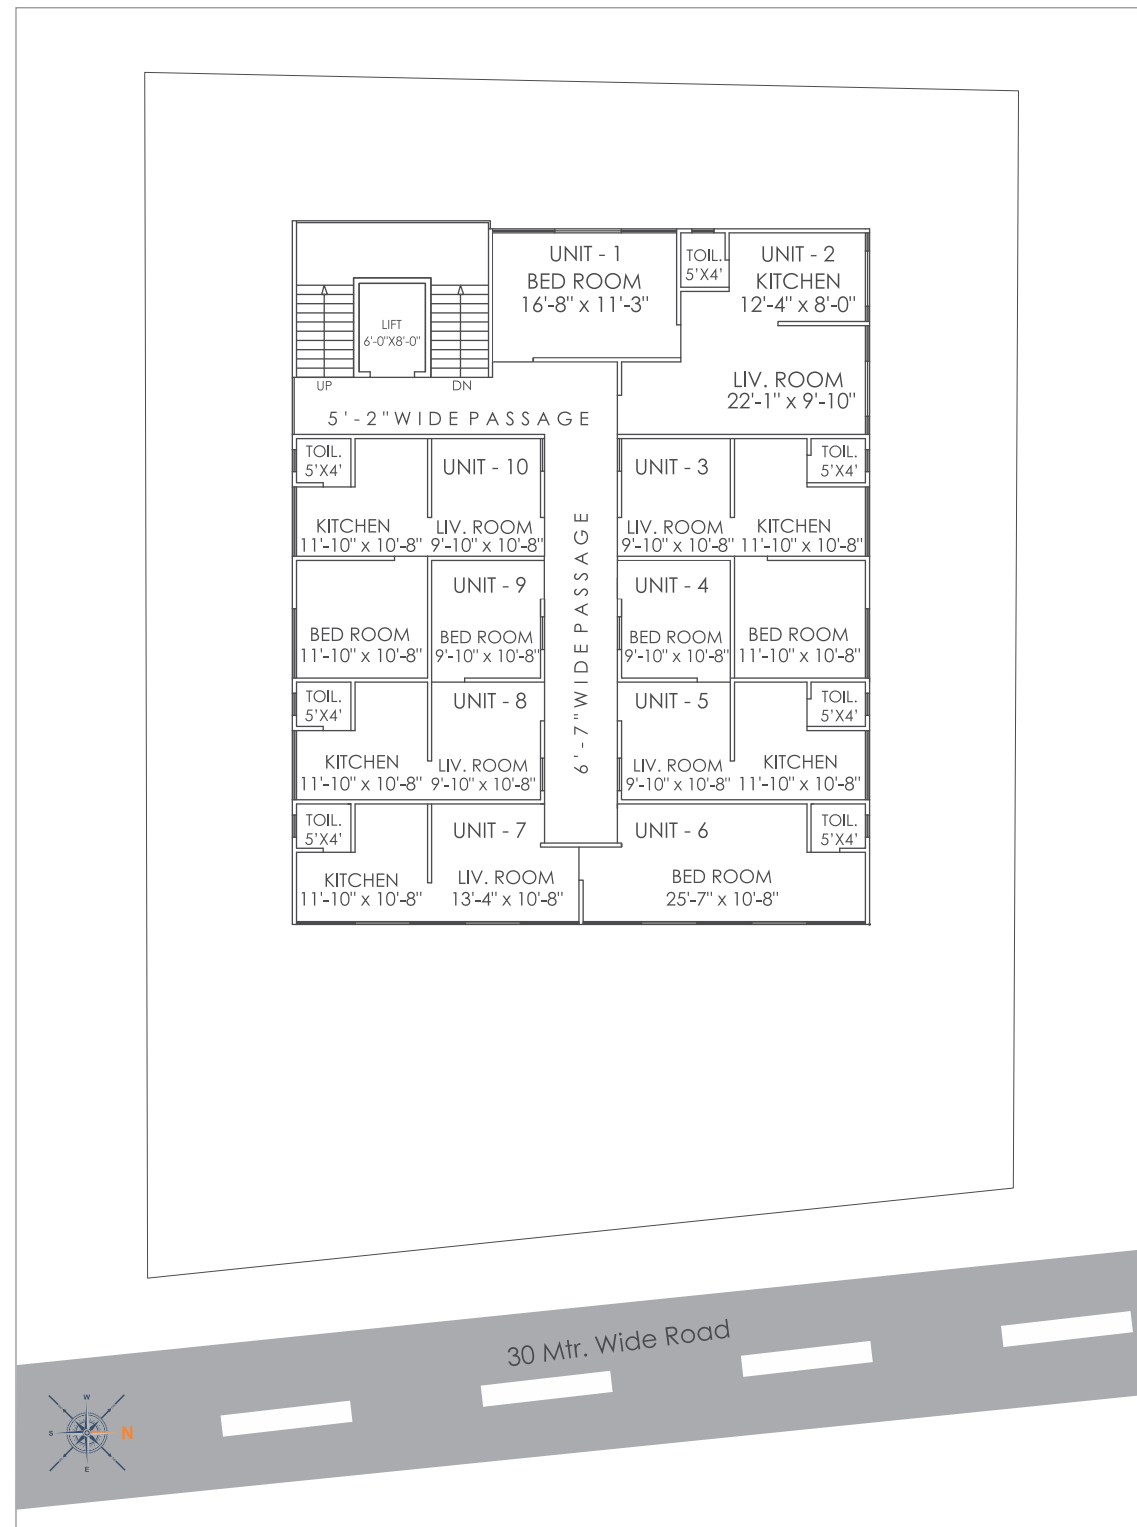 UNIT - 1
BED ROOM
16'-8" x 11'-3"
TOIL.
5'X4'
UNIT - 2
KITCHEN
12'-4" x 8'-0"
LIFT
6'-0"X8'-0"
UP
DN
LIV. ROOM
22'-1" x 9'-10"
5'-2" WIDE PASSAGE
TOIL.
5'X4'
UNIT - 10
KITCHEN
11'-10" x 10'-8"
LIV. ROOM
9'-10" x 10'-8"
UNIT - 3
TOIL.
5'X4'
LIV. ROOM
9'-10" x 10'-8"
KITCHEN
11'-10" x 10'-8"
6'-7" WIDE PASSAGE
UNIT - 9
BED ROOM
11'-10" x 10'-8"
BED ROOM
9'-10" x 10'-8"
UNIT - 4
BED ROOM
9'-10" x 10'-8"
BED ROOM
11'-10" x 10'-8"
TOIL.
5'X4'
UNIT - 8
KITCHEN
11'-10" x 10'-8"
LIV. ROOM
9'-10" x 10'-8"
UNIT - 5
TOIL.
5'X4'
LIV. ROOM
9'-10" x 10'-8"
KITCHEN
11'-10" x 10'-8"
TOIL.
5'X4'
UNIT - 7
KITCHEN
11'-10" x 10'-8"
LIV. ROOM
13'-4" x 10'-8"
UNIT - 6
TOIL.
5'X4'
BED ROOM
25'-7" x 10'-8"
30 Mtr. Wide Road
W
S
N
E